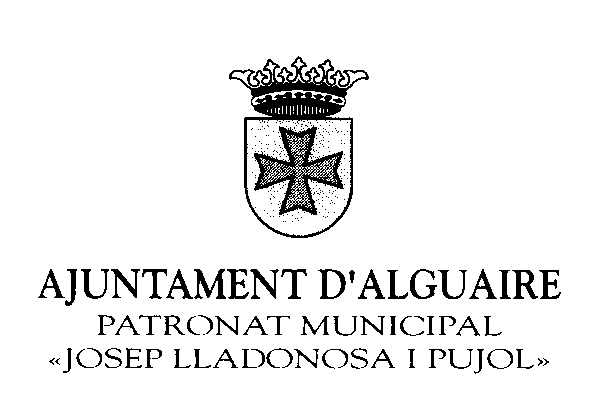 AJUNTAMENT D'ALGUAIRE
PATRONAT MUNICIPAL
«JOSEP LLADONOSA I PUJOL»